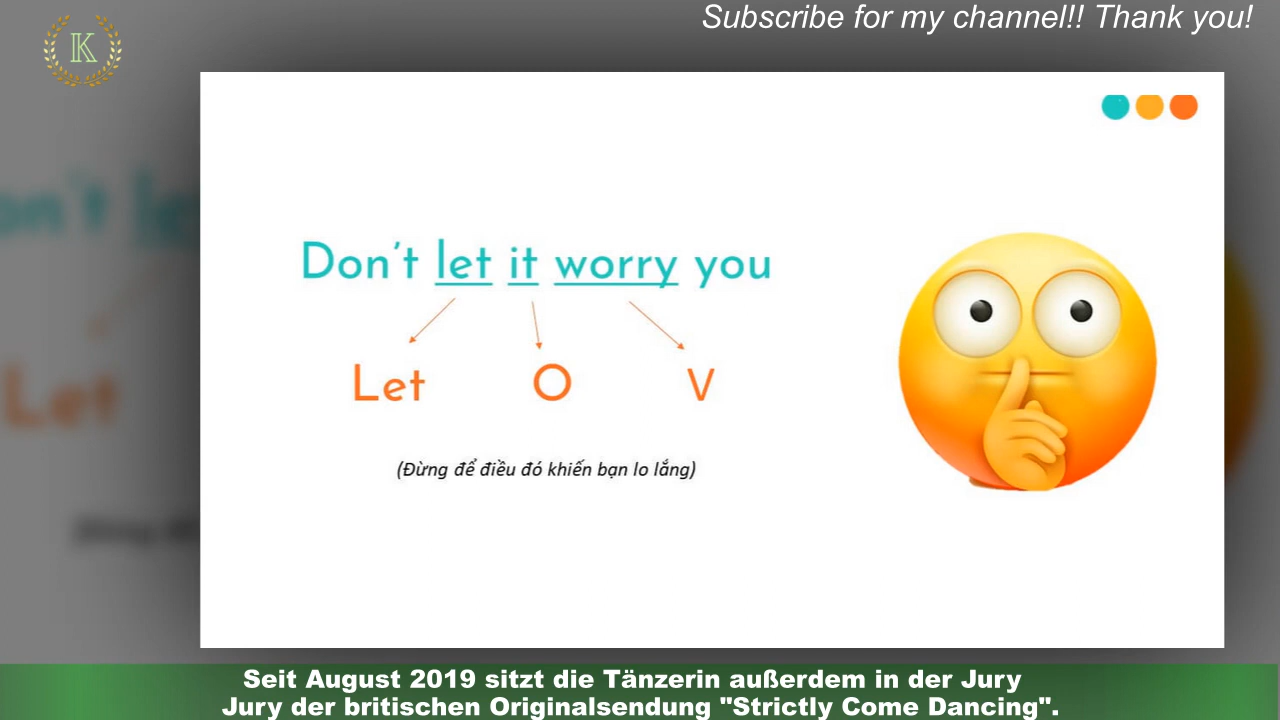 Subscribe for my channel!! Thank you!
K
Don't let it worry you
Let O V
(Đừng để điều đó khiến bạn lo lắng)
Seit August 2019 sitzt die Tänzerin außerdem in der Jury
Jury der britischen Originalsendung "Strictly Come Dancing".